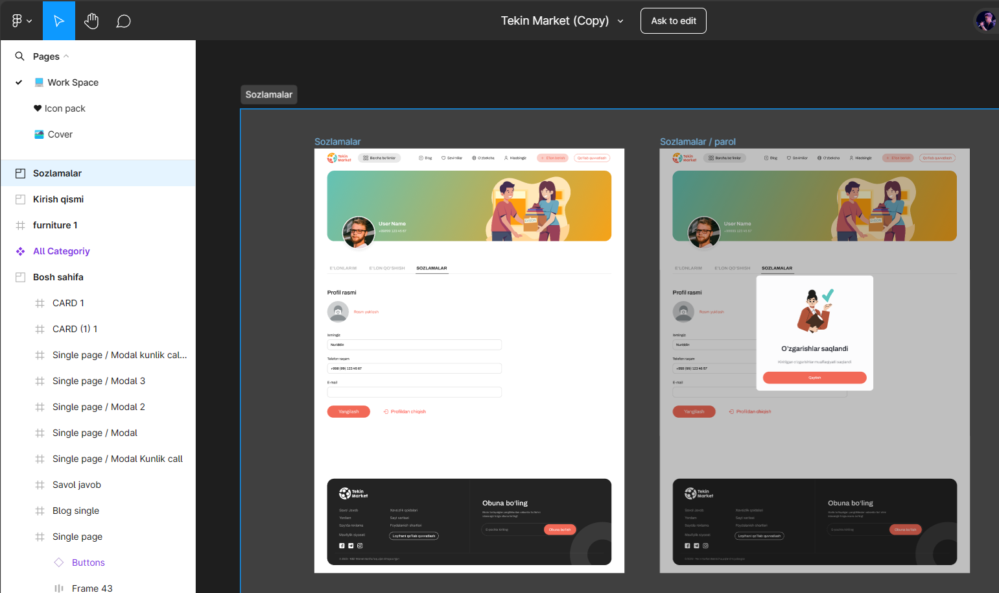 Tekin Market (Copy)
Ask to edit
Pages
Work Space
Icon pack
Cover
Sozlamalar
Kirish qismi
furniture 1
All Categoriy
Bosh sahifa
CARD 1
CARD (1) 1
Single page / Modal kunlik cal...
Single page / Modal 3
Single page / Modal 2
Single page / Modal
Single page / Modal Kunlik call
Savol javob
Blog single
Single page
Buttons
Frame 43
Sozlamalar
Sozlamalar
Tekin
Market
Barcha bo'limlar
Blog
Sevimlilar
O'zbekcha
Hisobingiz
+ E'lon berish
Qo'llab quvvatlash
User Name
+998(99) 123 45 67
E'LONLARIM
E'LON QO'SHISH
SOZLAMALAR
Profil rasmi
Rasm yuklash
Ismingiz
Nuriddin
Telefon raqam
+998 (99) 123 45 67
E-mail
Yangilash
Profildan chiqish
Tekin
Market
Savol Javob
Yordam
Saytda reklama
Maxfiylik siyosati
Xavsizlik qoidalari
Sayt xaritasi
Foydalanish shartlari
Loyihani qo'llab quvvatlash
Obuna bo'ling
E-pochta kiriting
Obuna bo'lish
Sozlamalar / parol
Tekin
Market
Barcha bo'limlar
Blog
Sevimlilar
O'zbekcha
Hisobingiz
+ E'lon berish
Qo'llab quvvatlash
User Name
+998(99) 123 45 67
E'LONLARIM
E'LON QO'SHISH
SOZLAMALAR
Profil rasmi
Rasm yuklash
Ismingiz
Nuriddin
Telefon raqam
+998 (99) 123 45 67
E-mail
Yangilash
Profildan chiqish
O'zgarishlar saqlandi
Kiritilgan o'zgarishlar muaffaqiyatli saqlandi
Qaytish
Tekin
Market
Savol Javob
Yordam
Saytda reklama
Maxfiylik siyosati
Xavsizlik qoidalari
Sayt xaritasi
Foydalanish shartlari
Loyihani qo'llab quvvatlash
Obuna bo'ling
E-pochta kiriting
Obuna bo'lish